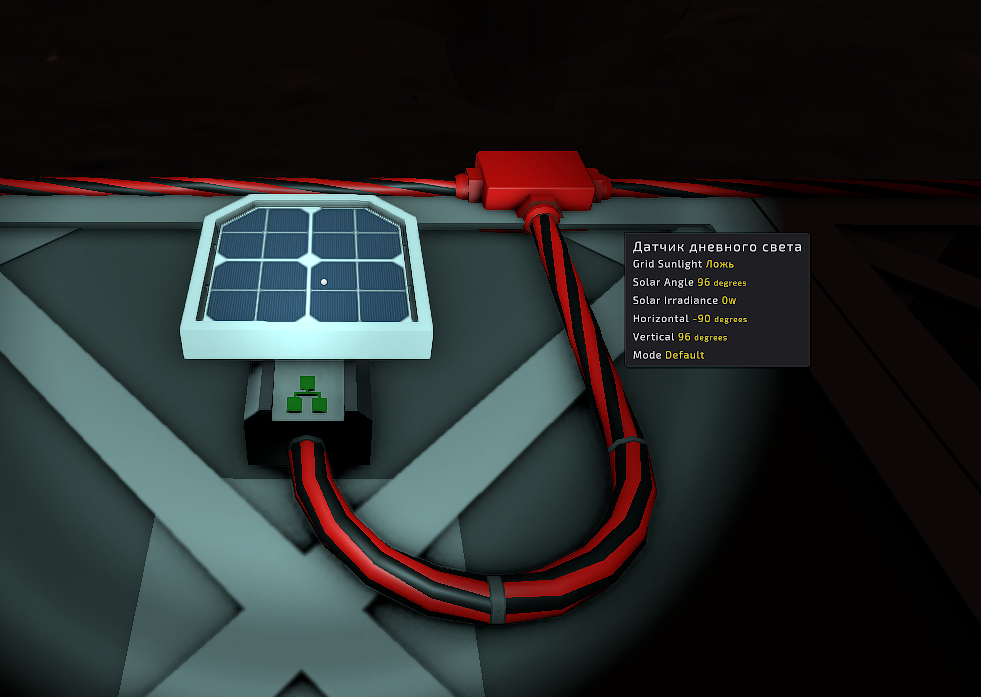 Датчик дневного света
Grid Sunlight Ложь
Solar Angle 96 degrees
Solar Irradiance 0w
Horizontal -90 degrees
Vertical 96 degrees
Mode Default